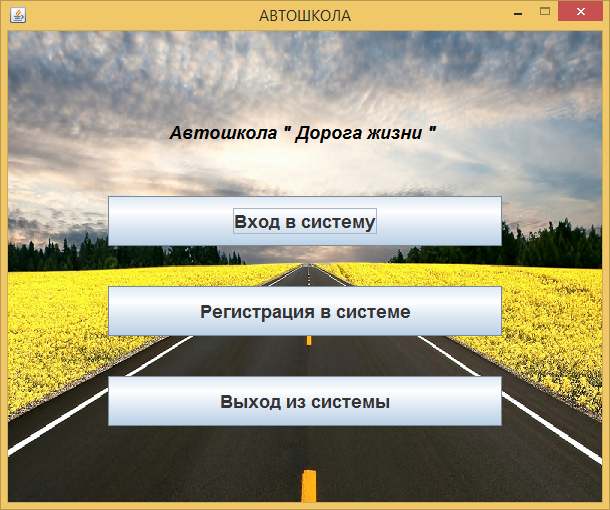 АВТОШКОЛА
Автошкола " Дорога жизни "
Вход в систему
Регистрация в системе
Выход из системы